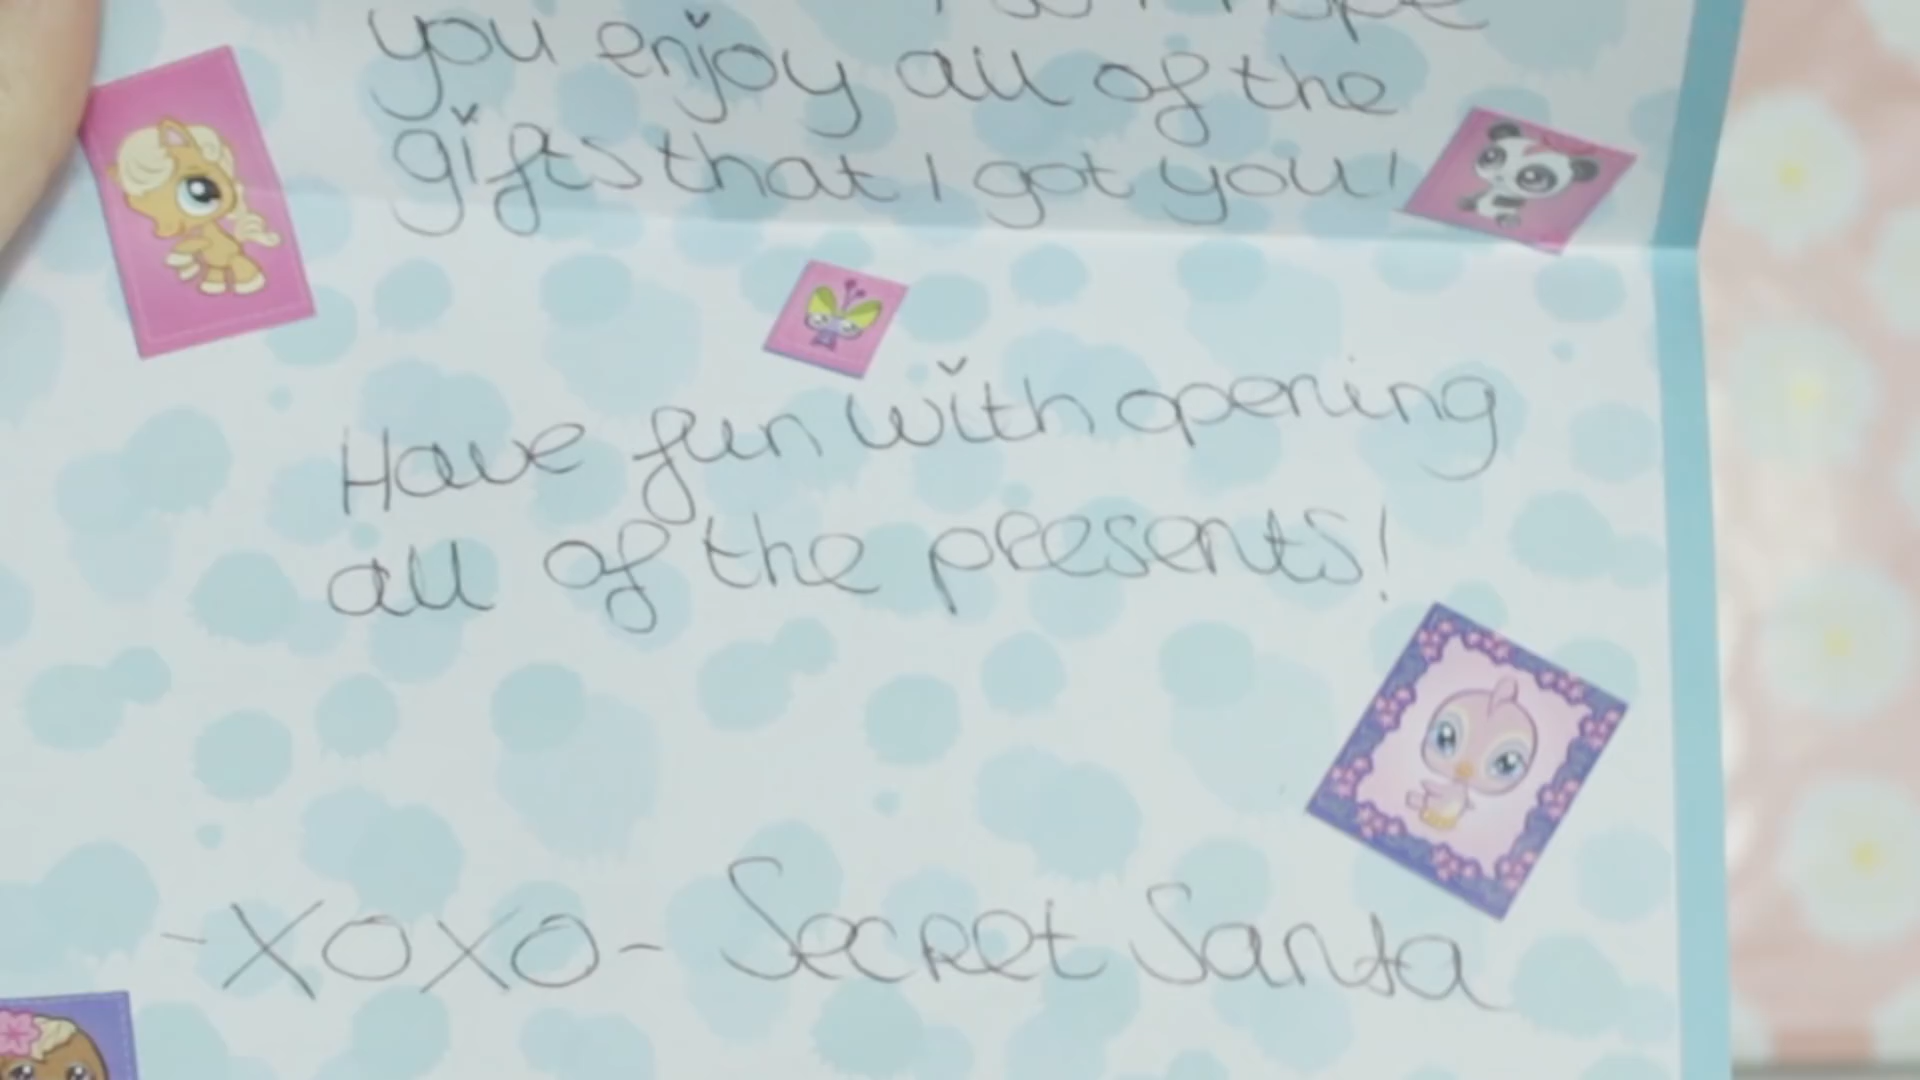 hope
you enjoy all of the
gifts that I got you!
Have fun with opening
all of the presents!
-XOXO- Secret Santa